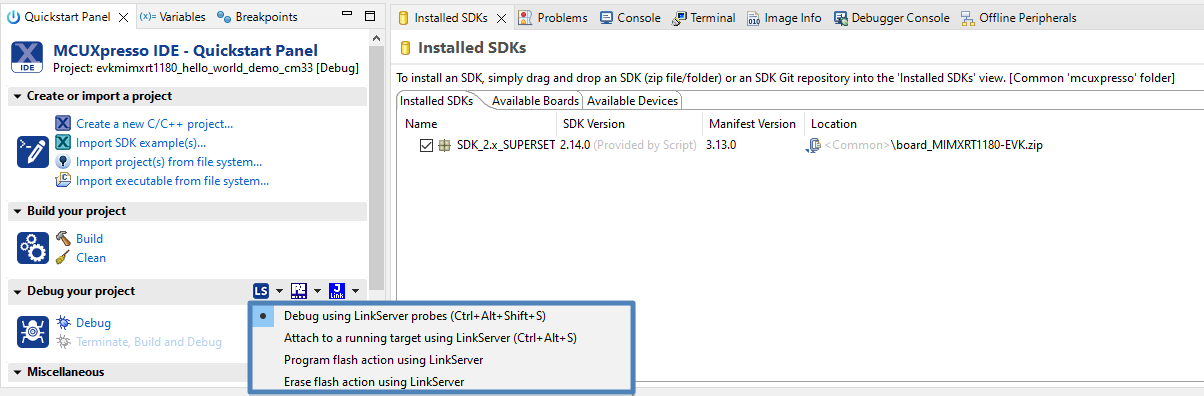 Quickstart Panel
(x)= Variables
Breakpoints
IDE
MCUXpresso IDE - Quickstart Panel
Project: evkmimxrt1180_hello_world_demo_cm33 [Debug]
Create or import a project
Create a new C/C++ project...
Import SDK example(s)...
Import project(s) from file system...
Import executable from file system...
Build your project
Build
Clean
Debug your project
LS
PE
J
Link
Debug
Terminate, Build and Debug
Miscellaneous
Debug using LinkServer probes (Ctrl+Alt+Shift+S)
Attach to a running target using LinkServer (Ctrl+Alt+S)
Program flash action using LinkServer
Erase flash action using LinkServer
Installed SDKs
Problems
Console
Terminal
Image Info
Debugger Console
Offline Peripherals
Installed SDKs
To install an SDK, simply drag and drop an SDK (zip file/folder) or an SDK Git repository into the 'Installed SDKs' view. [Common 'mcuxpresso' folder]
Installed SDKs
Available Boards
Available Devices
Name
SDK Version
Manifest Version
Location
SDK_2.x_SUPERSET
2.14.0 (Provided by Script)
3.13.0
<Common>\board_MIMXRT1180-EVK.zip